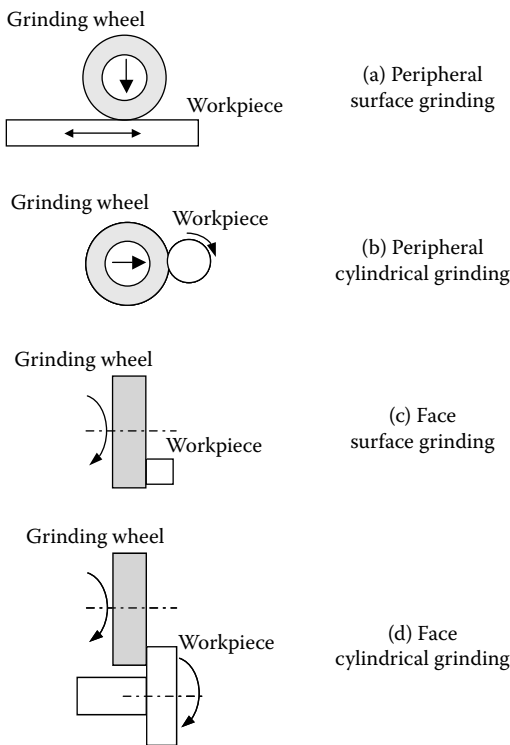 Grinding wheel
Workpiece
(a) Peripheral
surface grinding
Grinding wheel
Workpiece
(b) Peripheral
cylindrical grinding
Grinding wheel
Workpiece
(c) Face
surface grinding
Grinding wheel
Workpiece
(d) Face
cylindrical grinding